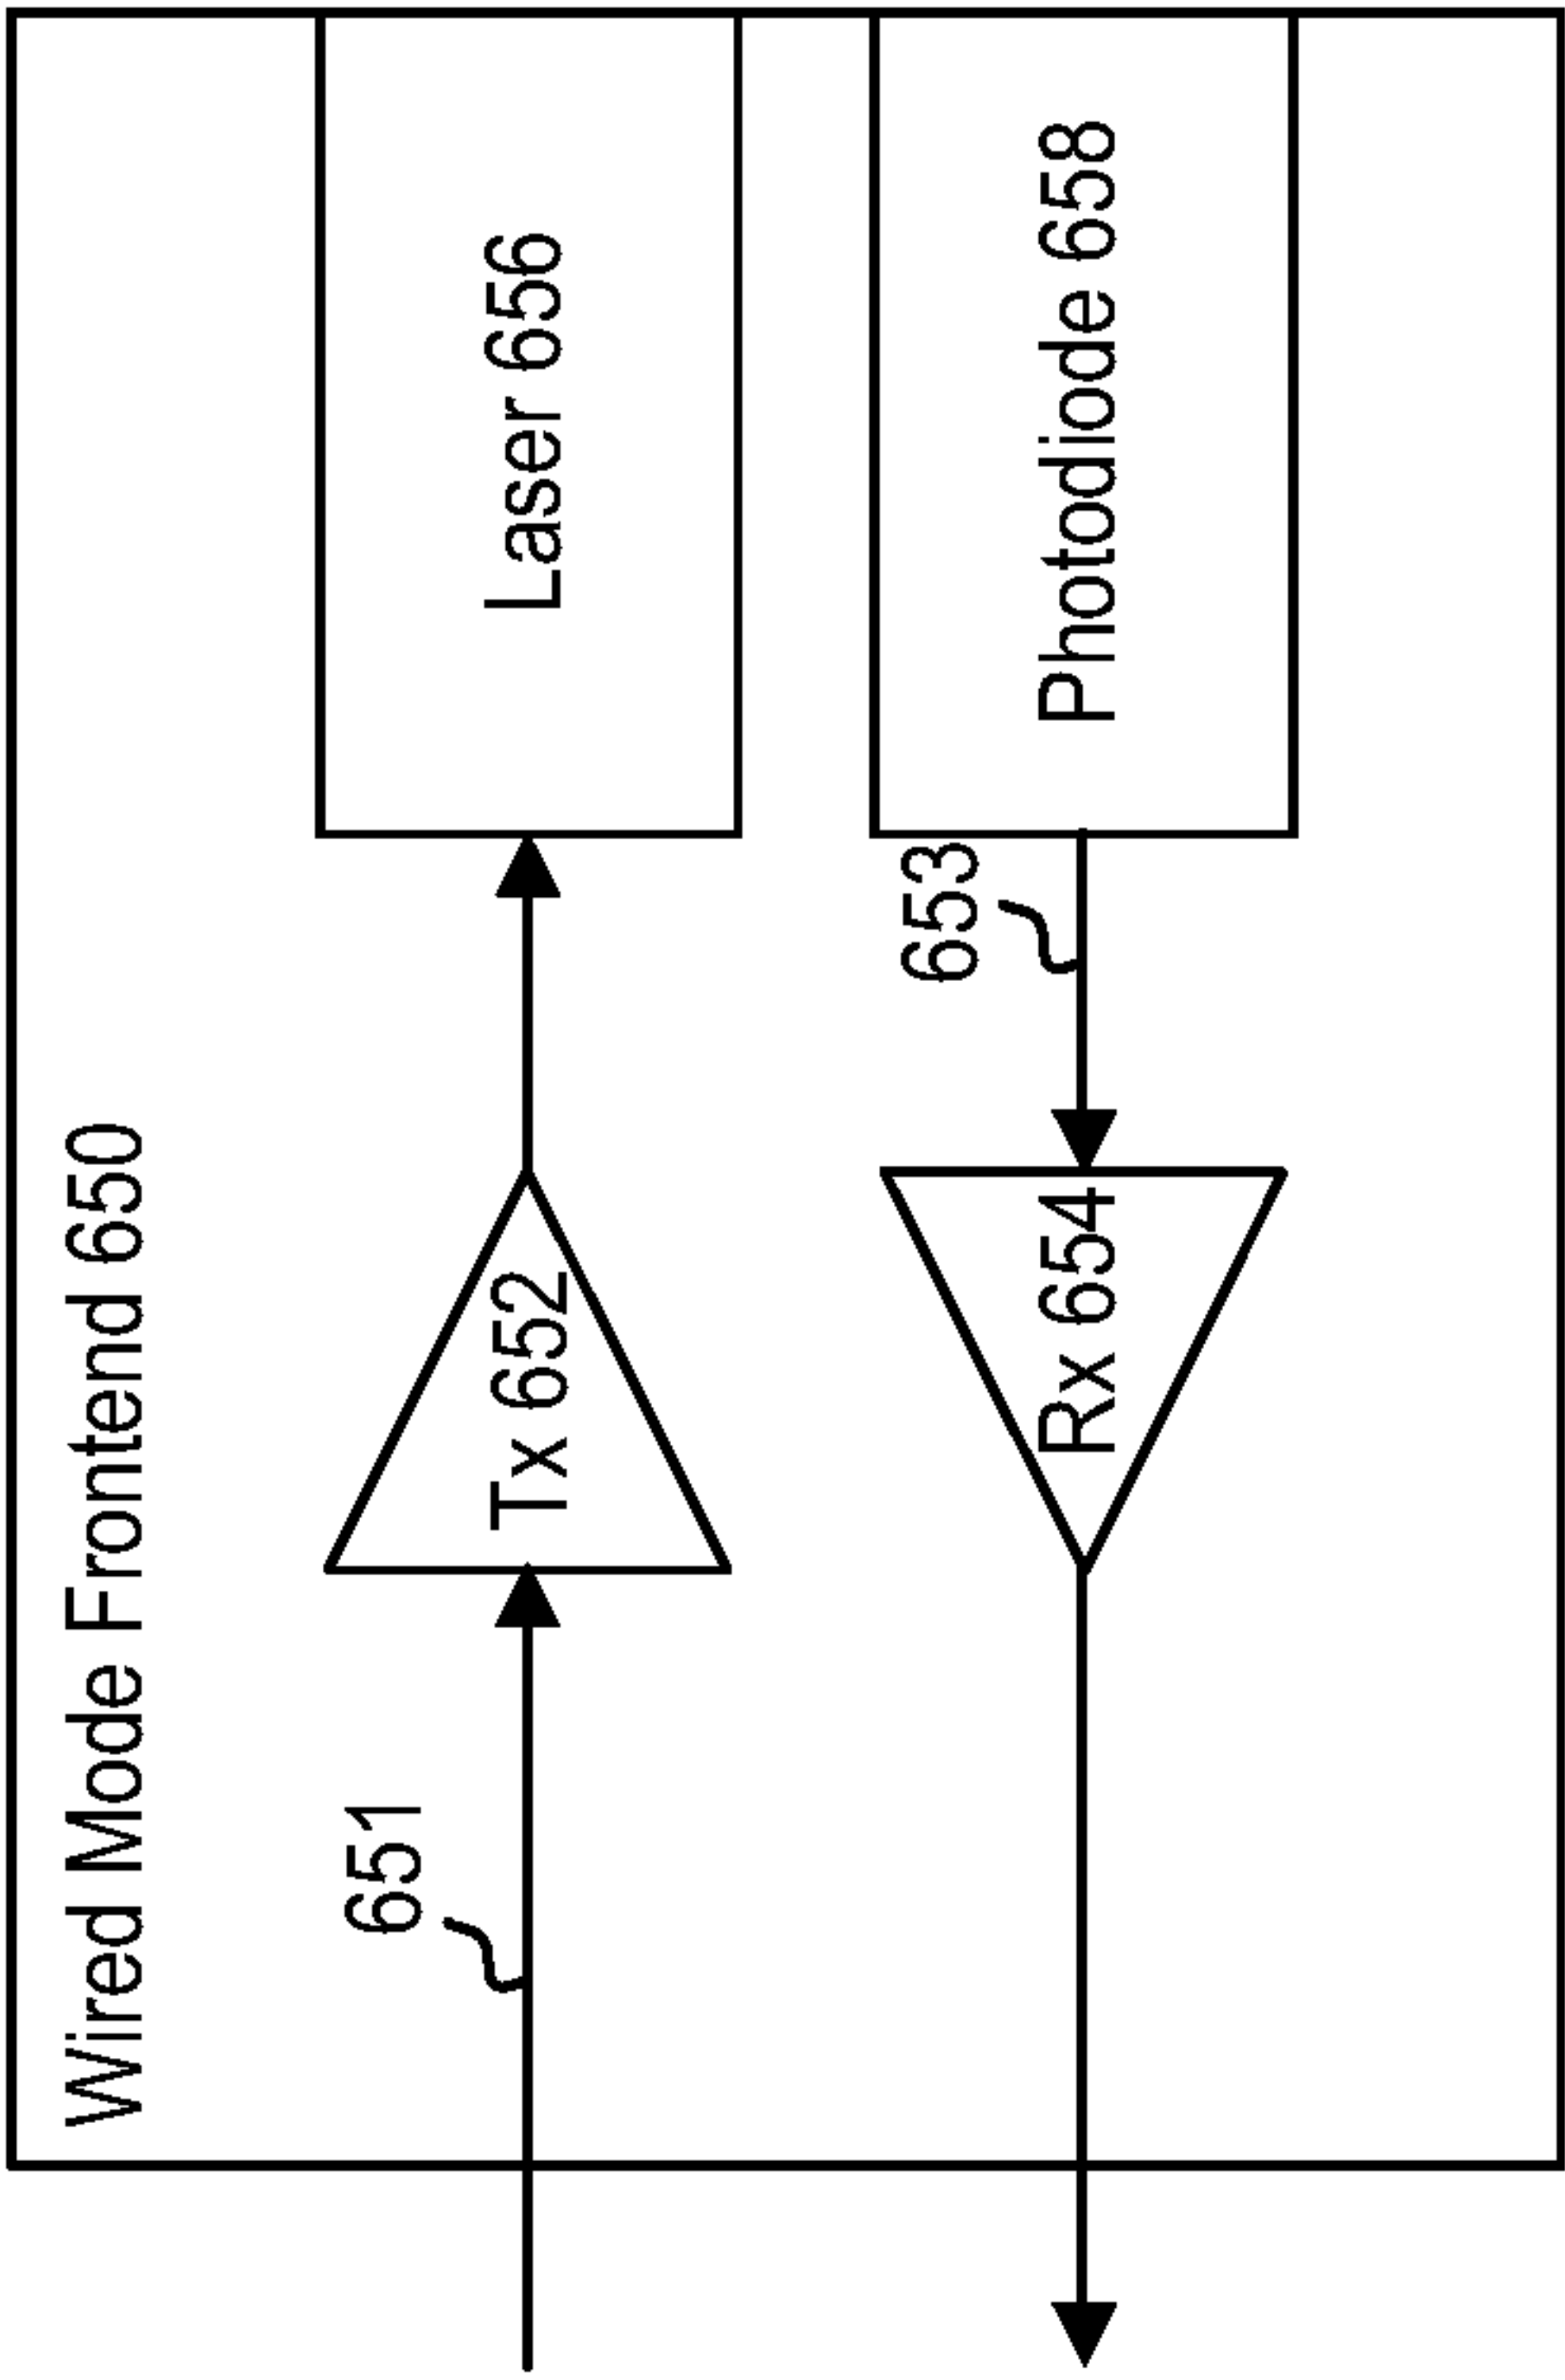 Wired Mode Frontend 650
651
Tx 652
Laser 656
Rx 654
653
Photodiode 658